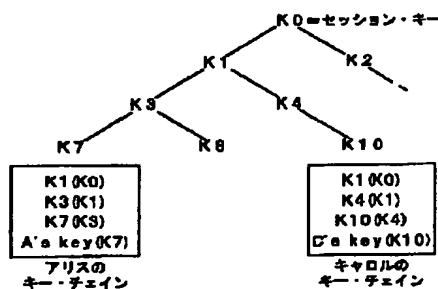 K0=セッション・キー
K1 K2
K3 K4
K7 K8 K10
K1(K0)
K3(K1)
K7(K3)
A's key(K7)
アリスの
キー・チェイン
K1(K0)
K4(K1)
K10(K4)
C's key(K10)
キャロルの
キー・チェイン